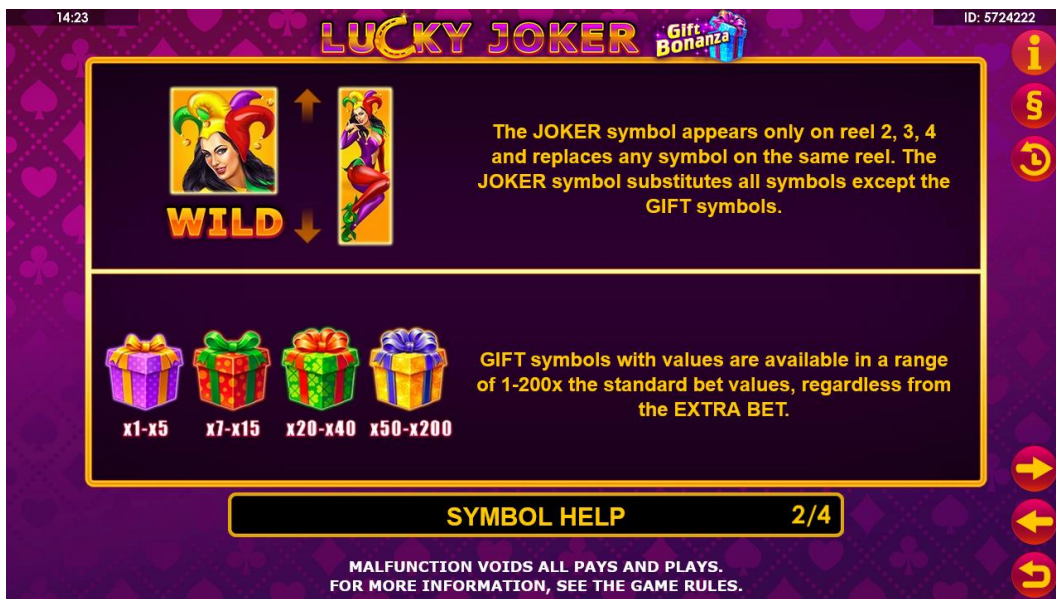 14:23
ID: 5724222
LUCKY JOKER
Gift
Bonanza
i
§
The JOKER symbol appears only on reel 2, 3, 4
and replaces any symbol on the same reel. The
JOKER symbol substitutes all symbols except the
GIFT symbols.
WILD
GIFT symbols with values are available in a range
of 1-200x the standard bet values, regardless from
the EXTRA BET.
x1-x5 x7-x15 x20-x40 x50-x200
SYMBOL HELP 2/4
MALFUNCTION VOIDS ALL PAYS AND PLAYS.
FOR MORE INFORMATION, SEE THE GAME RULES.